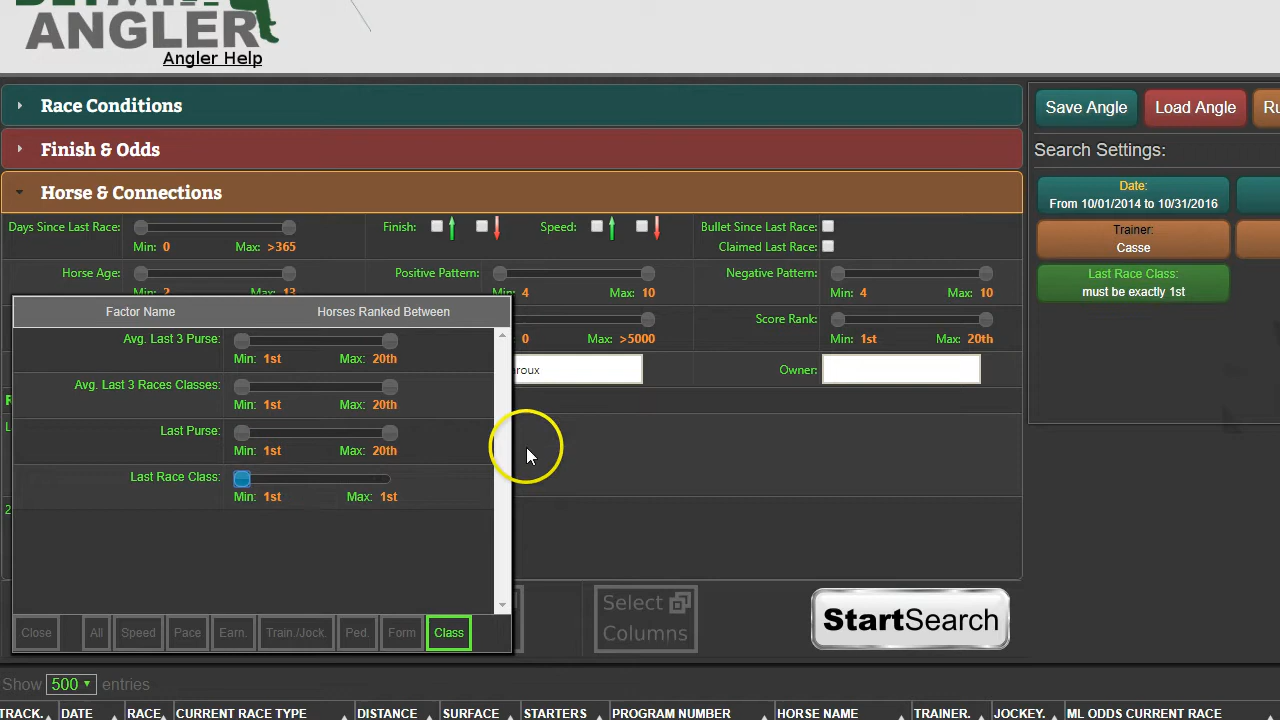 ANGLER
Angler Help
Race Conditions
Finish & Odds
Horse & Connections
Days Since Last Race:
Min: 0 Max: >365
Finish:
Speed:
Bullet Since Last Race:
Claimed Last Race:
Horse Age:
Min: 2 Max: 13
Positive Pattern:
Min: 4 Max: 10
Negative Pattern:
Min: 4 Max: 10
0 Max: >5000
Score Rank:
Min: 1st Max: 20th
Owner:
Factor Name Horses Ranked Between
Avg. Last 3 Purse:
Min: 1st Max: 20th
Avg. Last 3 Races Classes:
Min: 1st Max: 20th
Last Purse:
Min: 1st Max: 20th
Last Race Class:
Min: 1st Max: 1st
Close All Speed Pace Earn. Train./Jock. Ped. Form Class
Select
Columns
StartSearch
Save Angle Load Angle
Search Settings:
Date:
From 10/01/2014 to 10/31/2016
Trainer:
Casse
Last Race Class:
must be exactly 1st
Show 500 entries
TRACK. DATE RACE. CURRENT RACE TYPE DISTANCE SURFACE STARTERS PROGRAM NUMBER HORSE NAME TRAINER. JOCKEY. ML ODDS CURRENT RACE